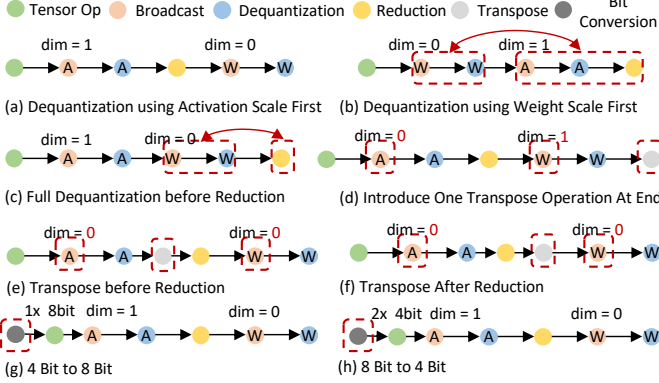 Tensor Op Broadcast Dequantization Reduction Transpose Bit Conversion
dim = 1 dim = 0
A A W W
(a) Dequantization using Activation Scale First
dim = 0 dim = 1
W W A A
(b) Dequantization using Weight Scale First
dim = 1 dim = 0
A A W W
(c) Full Dequantization before Reduction
dim = 0 dim = 1
A A W W
(d) Introduce One Transpose Operation At End
dim = 0 dim = 0
A A W W
(e) Transpose before Reduction
dim = 0 dim = 0
A A W W
(f) Transpose After Reduction
1x 8bit dim = 1 dim = 0
A A W W
(g) 4 Bit to 8 Bit
2x 4bit dim = 1 dim = 0
A A W W
(h) 8 Bit to 4 Bit